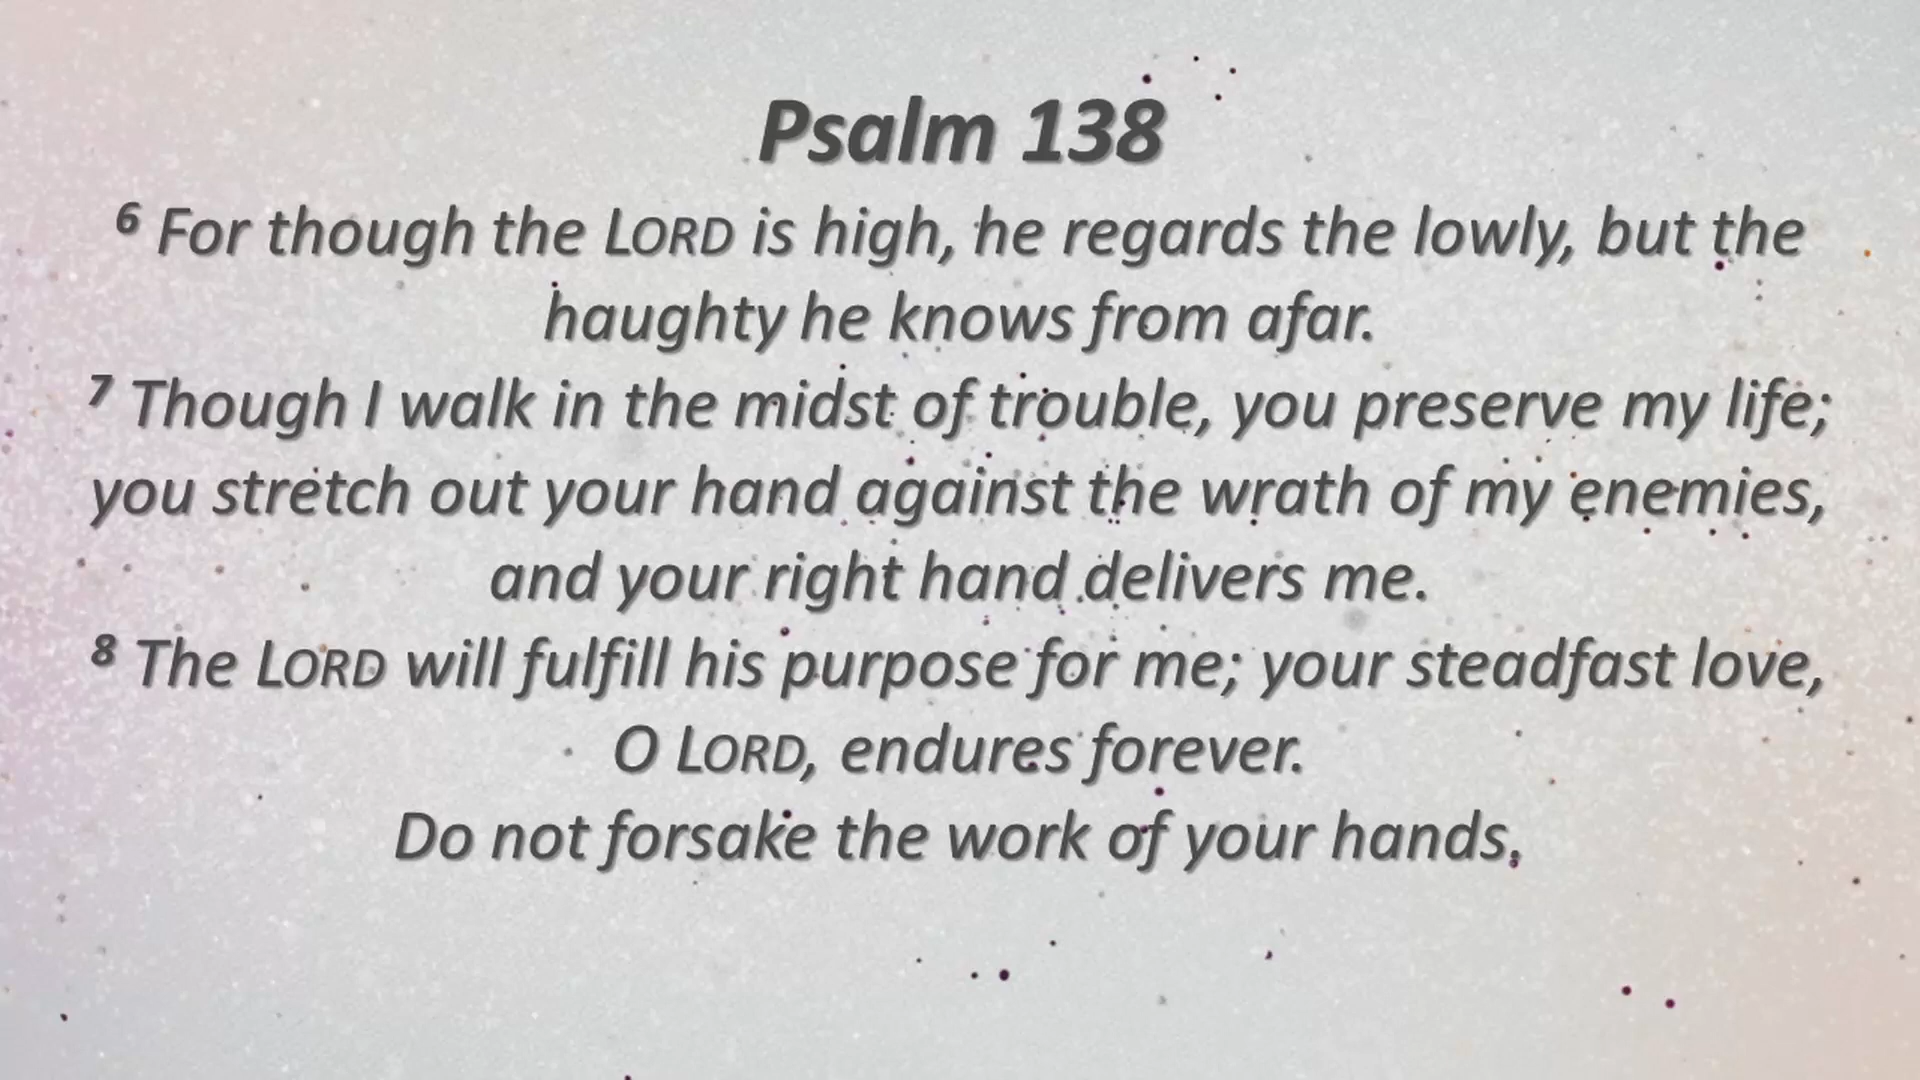 Psalm 138
⁶ For though the LORD is high, he regards the lowly, but the
haughty he knows from afar.
⁷ Though I walk in the midst of trouble, you preserve my life;
you stretch out your hand against the wrath of my enemies,
and your right hand delivers me.
⁸ The LORD will fulfill his purpose for me; your steadfast love,
O LORD, endures forever.
Do not forsake the work of your hands.